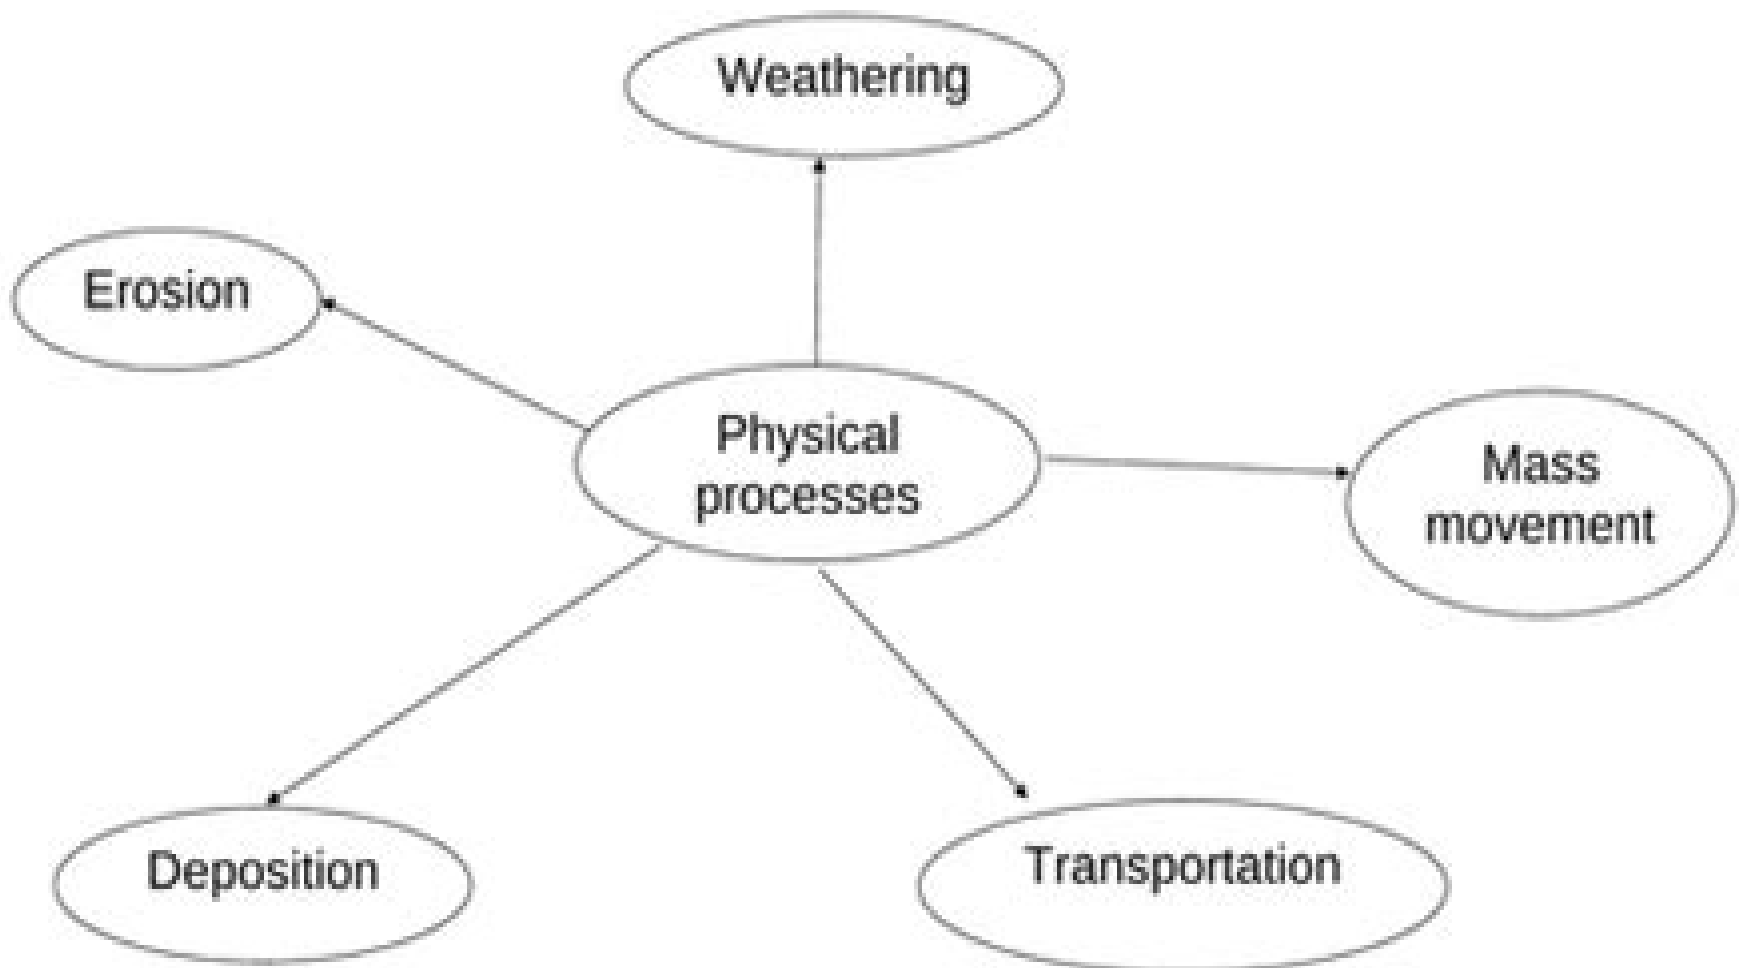 Weathering
Erosion
Physical
processes
Mass
movement
Deposition
Transportation